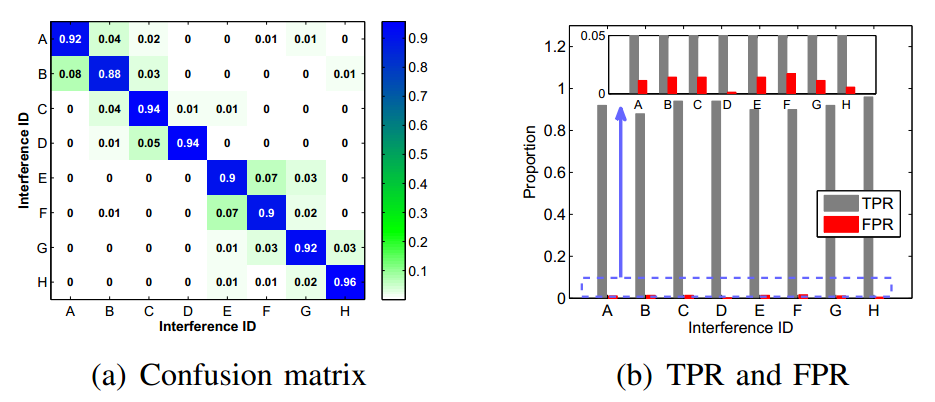 A 0.92 0.04 0.02 0 0 0.01 0.01 0
B 0.08 0.88 0.03 0 0 0 0 0.01
C 0 0.04 0.94 0.01 0.01 0 0 0
D 0 0.01 0.05 0.94 0 0 0 0
E 0 0 0 0 0.9 0.07 0.03 0
F 0 0.01 0 0 0.07 0.9 0.02 0
G 0 0 0 0 0.01 0.03 0.92 0.03
H 0 0 0 0 0.01 0.01 0.02 0.96
A B C D E F G H
Interference ID
Interference ID
0.9
0.8
0.7
0.6
0.5
0.4
0.3
0.2
0.1
(a) Confusion matrix
1.2
1
0.8
0.6
0.4
0.2
0
Proportion
0.05
0
A B C D E F G H
TPR
FPR
A B C D E F G H
Interference ID
(b) TPR and FPR